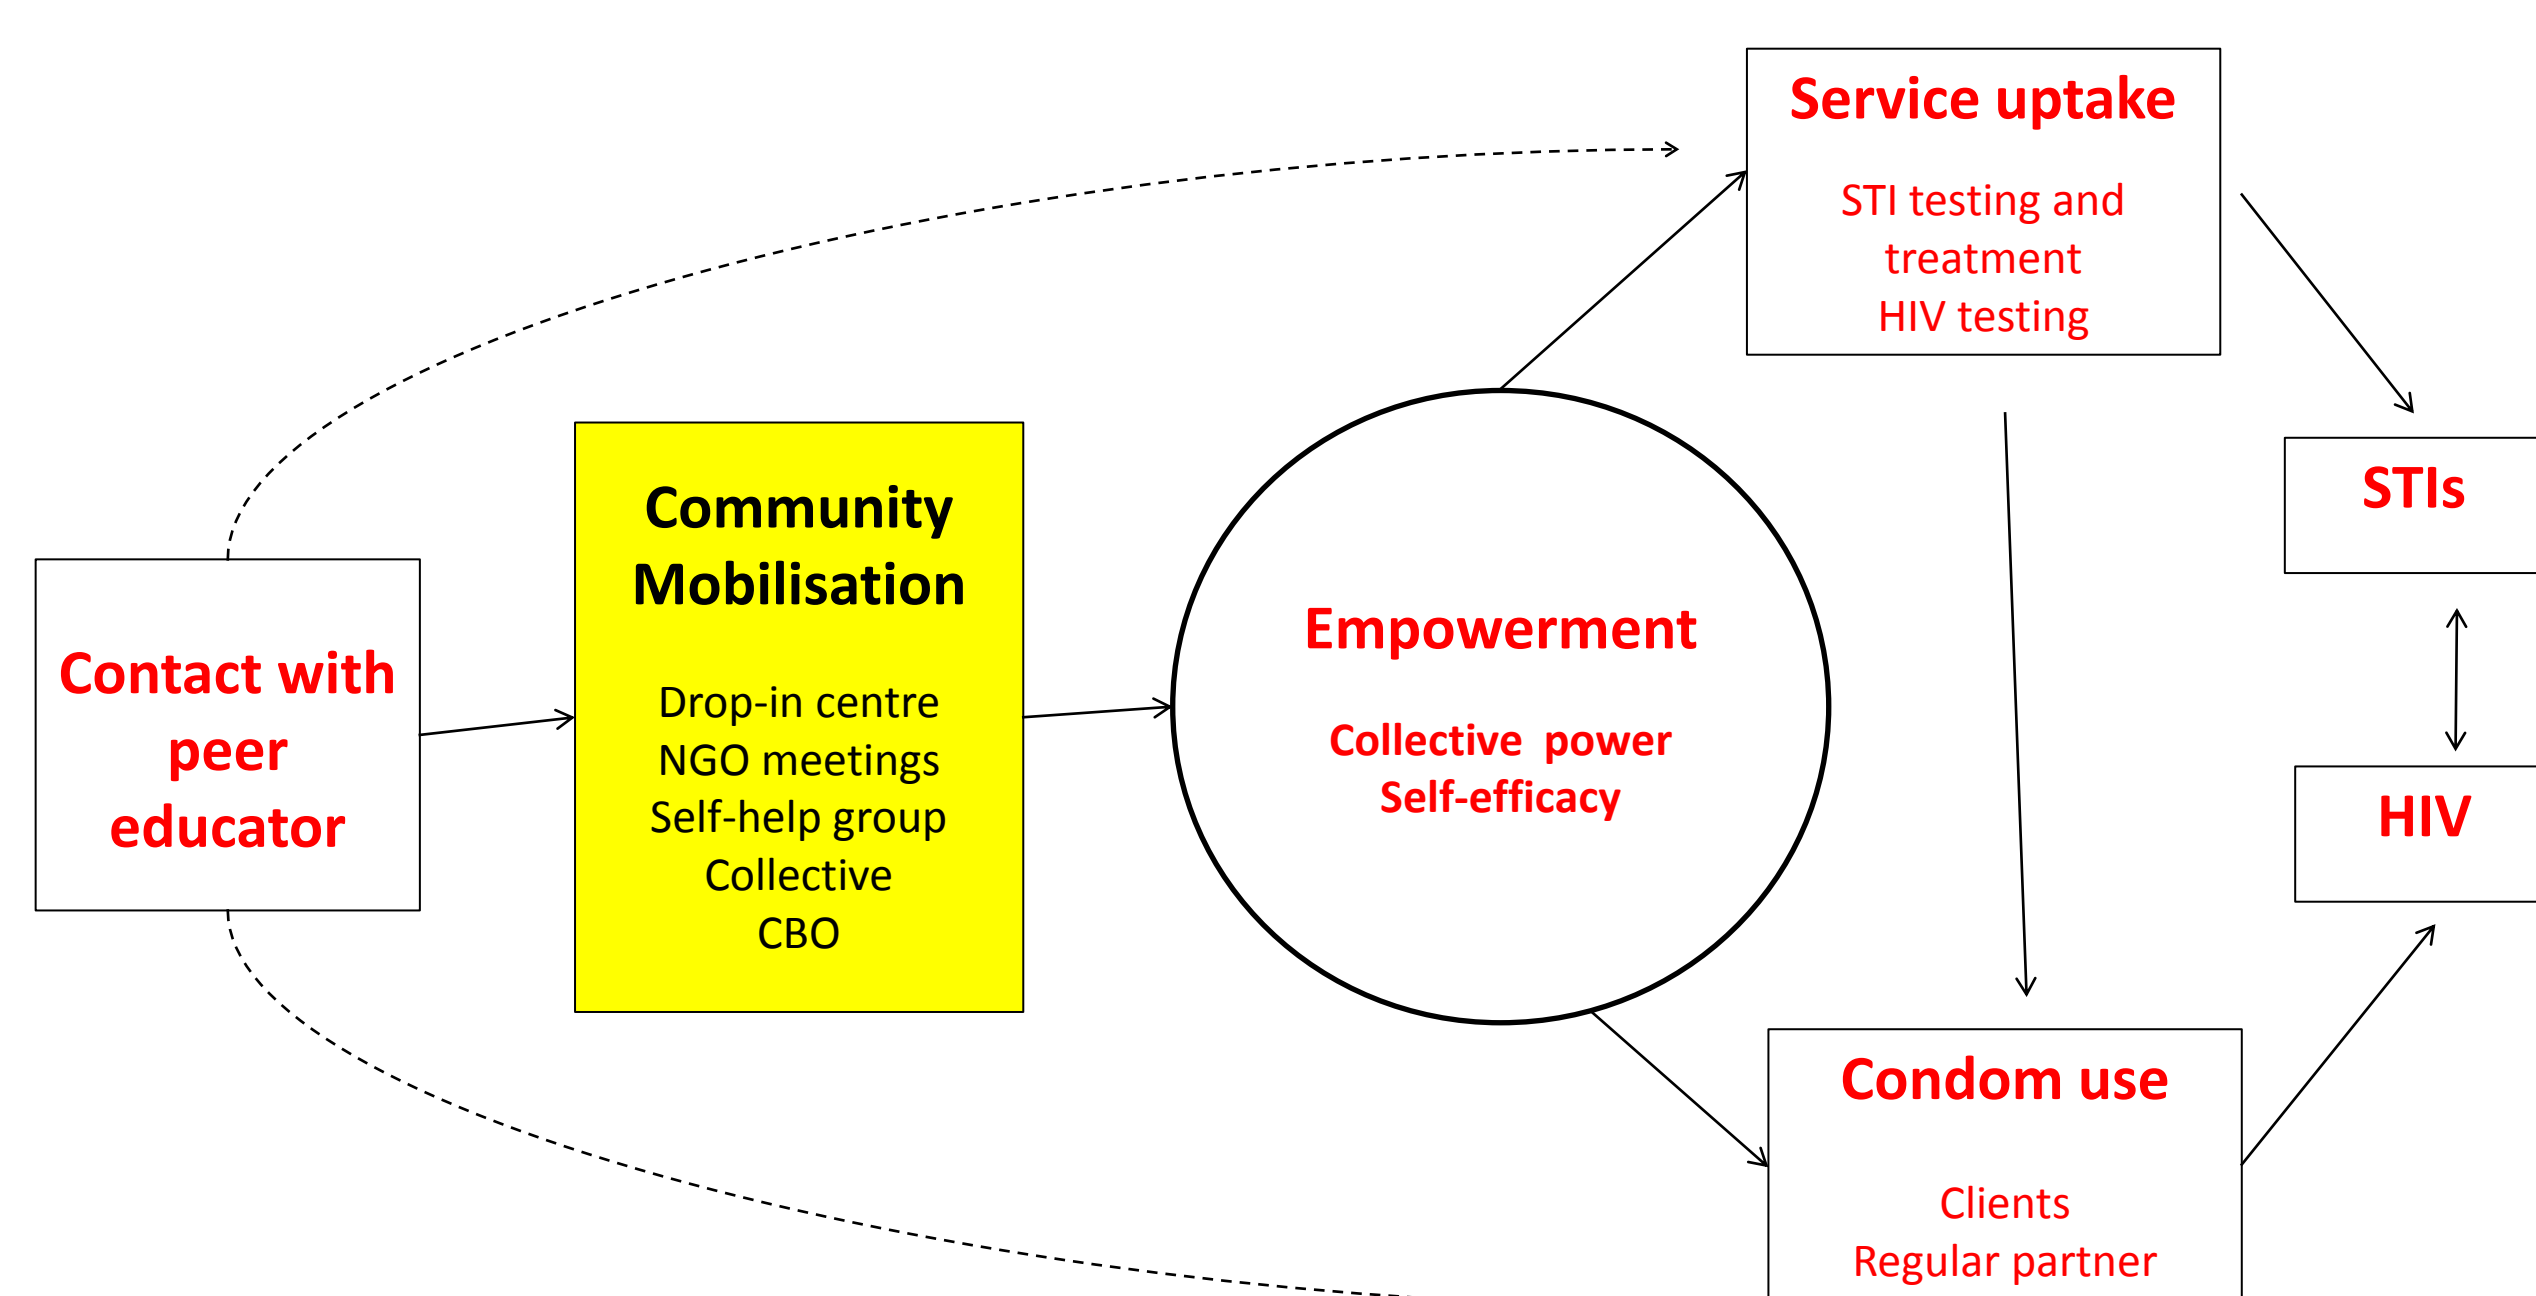 Service uptake
STI testing and
treatment
HIV testing
Community
Mobilisation
Drop-in centre
NGO meetings
Self-help group
Collective
CBO
Contact with
peer
educator
Empowerment
Collective  power
Self-efficacy
STIs
HIV
Condom use
Clients
Regular partner